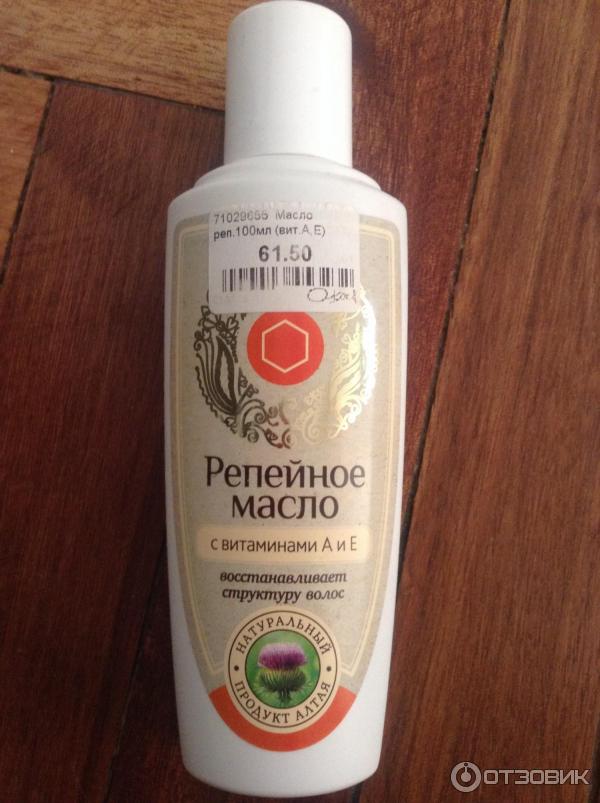 71029655 Масло
реп.100мл (вит.А,Е)
61.50
Репейное
масло
с витаминами А и Е
восстанавливает
структуру волос
НАТУРАЛЬНЫЙ
ПРОДУКТ АЛТАЯ
ОТЗОВИК